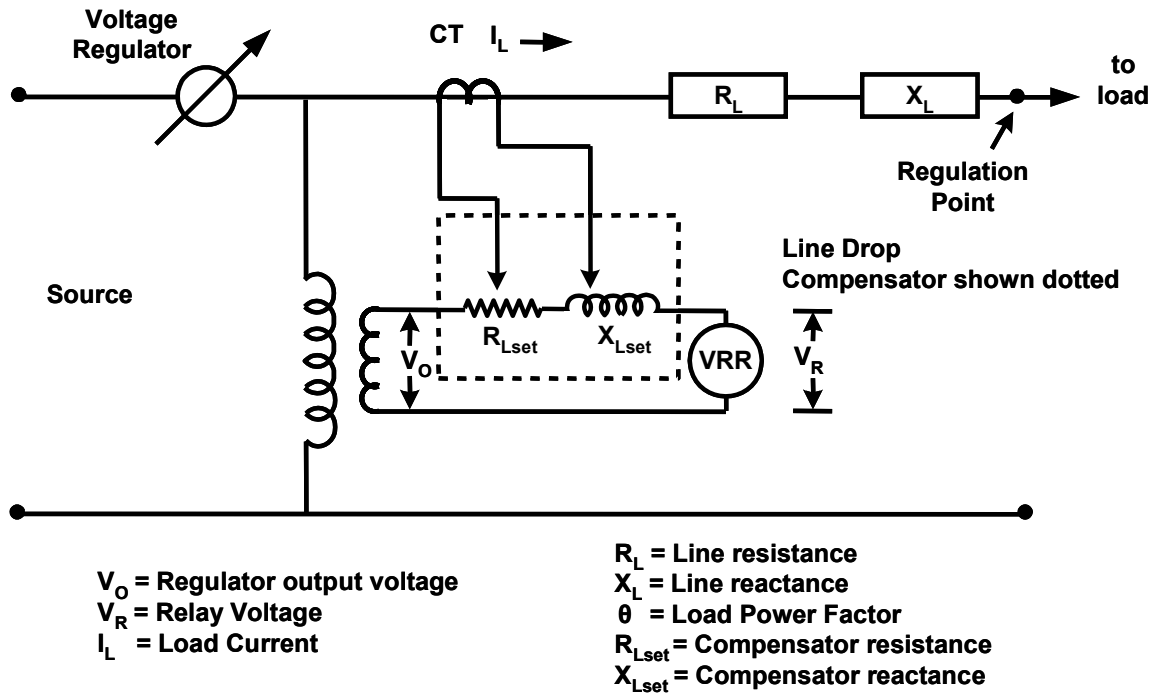 Voltage
Regulator
CT I_L
to
load
R_L
X_L
Regulation
Point
Line Drop
Compensator shown dotted
Source
R_Lset
X_Lset
V_O
VRR
V_R
V_O = Regulator output voltage
V_R = Relay Voltage
I_L = Load Current
R_L = Line resistance
X_L = Line reactance
θ = Load Power Factor
R_Lset = Compensator resistance
X_Lset = Compensator reactance